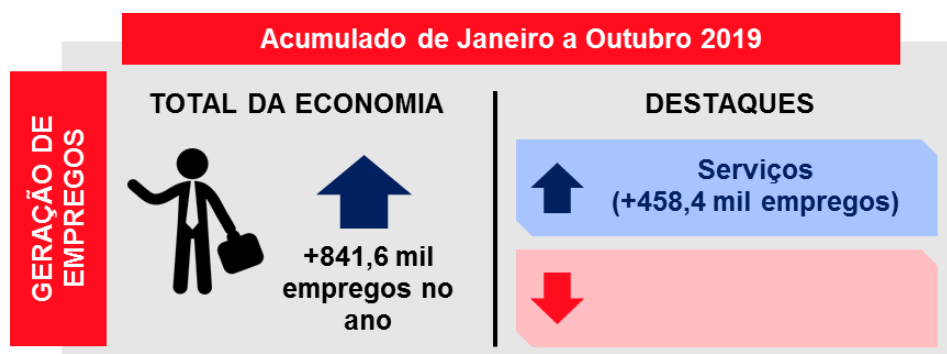 Acumulado de Janeiro a Outubro 2019
GERAÇÃO DE
EMPREGOS
TOTAL DA ECONOMIA
+841,6 mil
empregos no
ano
DESTAQUES
Serviços
(+458,4 mil empregos)